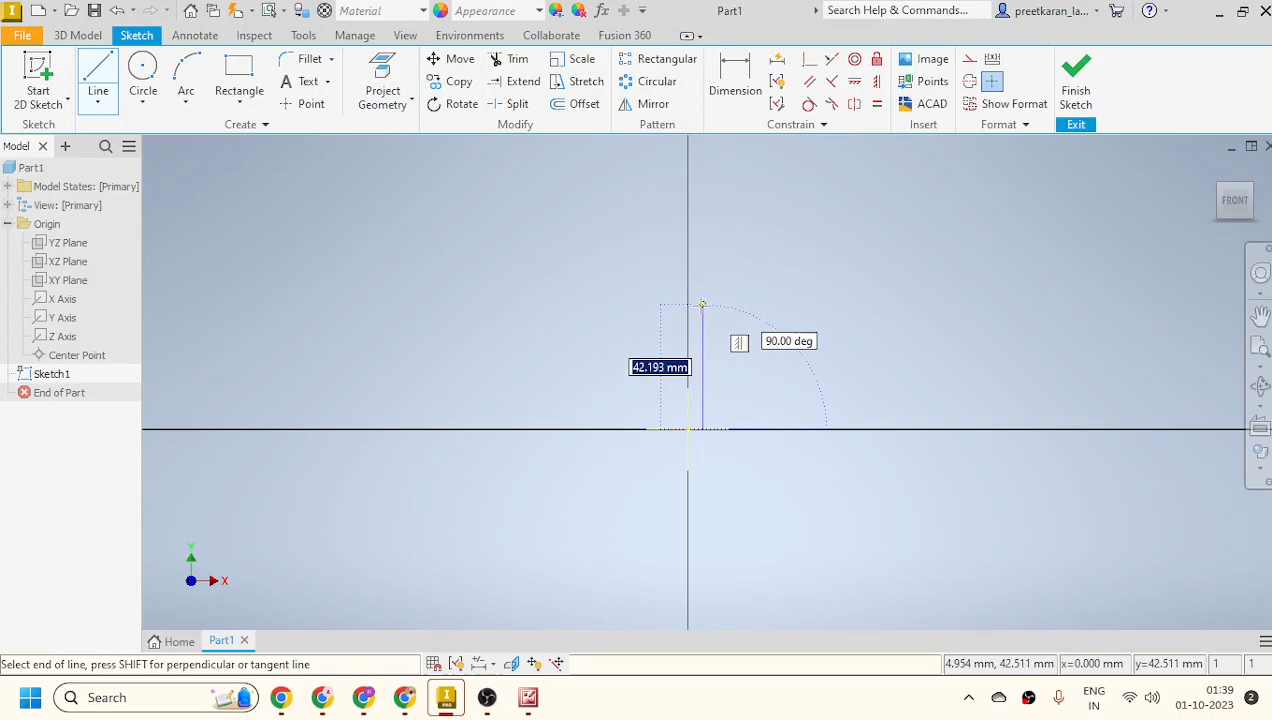 Material
Appearance
Part1
Search Help & Commands...
preetkaran_la...
File
3D Model
Sketch
Annotate
Inspect
Tools
Manage
View
Environments
Collaborate
Fusion 360
Start
2D Sketch
Line
Circle
Arc
Rectangle
Fillet
Text
Point
Project
Geometry
Move
Copy
Rotate
Trim
Extend
Split
Scale
Stretch
Offset
Rectangular
Circular
Mirror
Dimension
Image
Points
ACAD
Show Format
Finish
Sketch
Sketch
Create
Modify
Pattern
Constrain
Insert
Format
Exit
Model
Part1
Model States: [Primary]
View: [Primary]
Origin
YZ Plane
XZ Plane
XY Plane
X Axis
Y Axis
Z Axis
Center Point
Sketch1
End of Part
FRONT
90.00 deg
42.193 mm
Y
X
Home
Part1
Select end of line, press SHIFT for perpendicular or tangent line
4.954 mm, 42.511 mm
x=0.000 mm
y=42.511 mm
1
1
Search
PRO
ENG
IN
01:39
01-10-2023
2